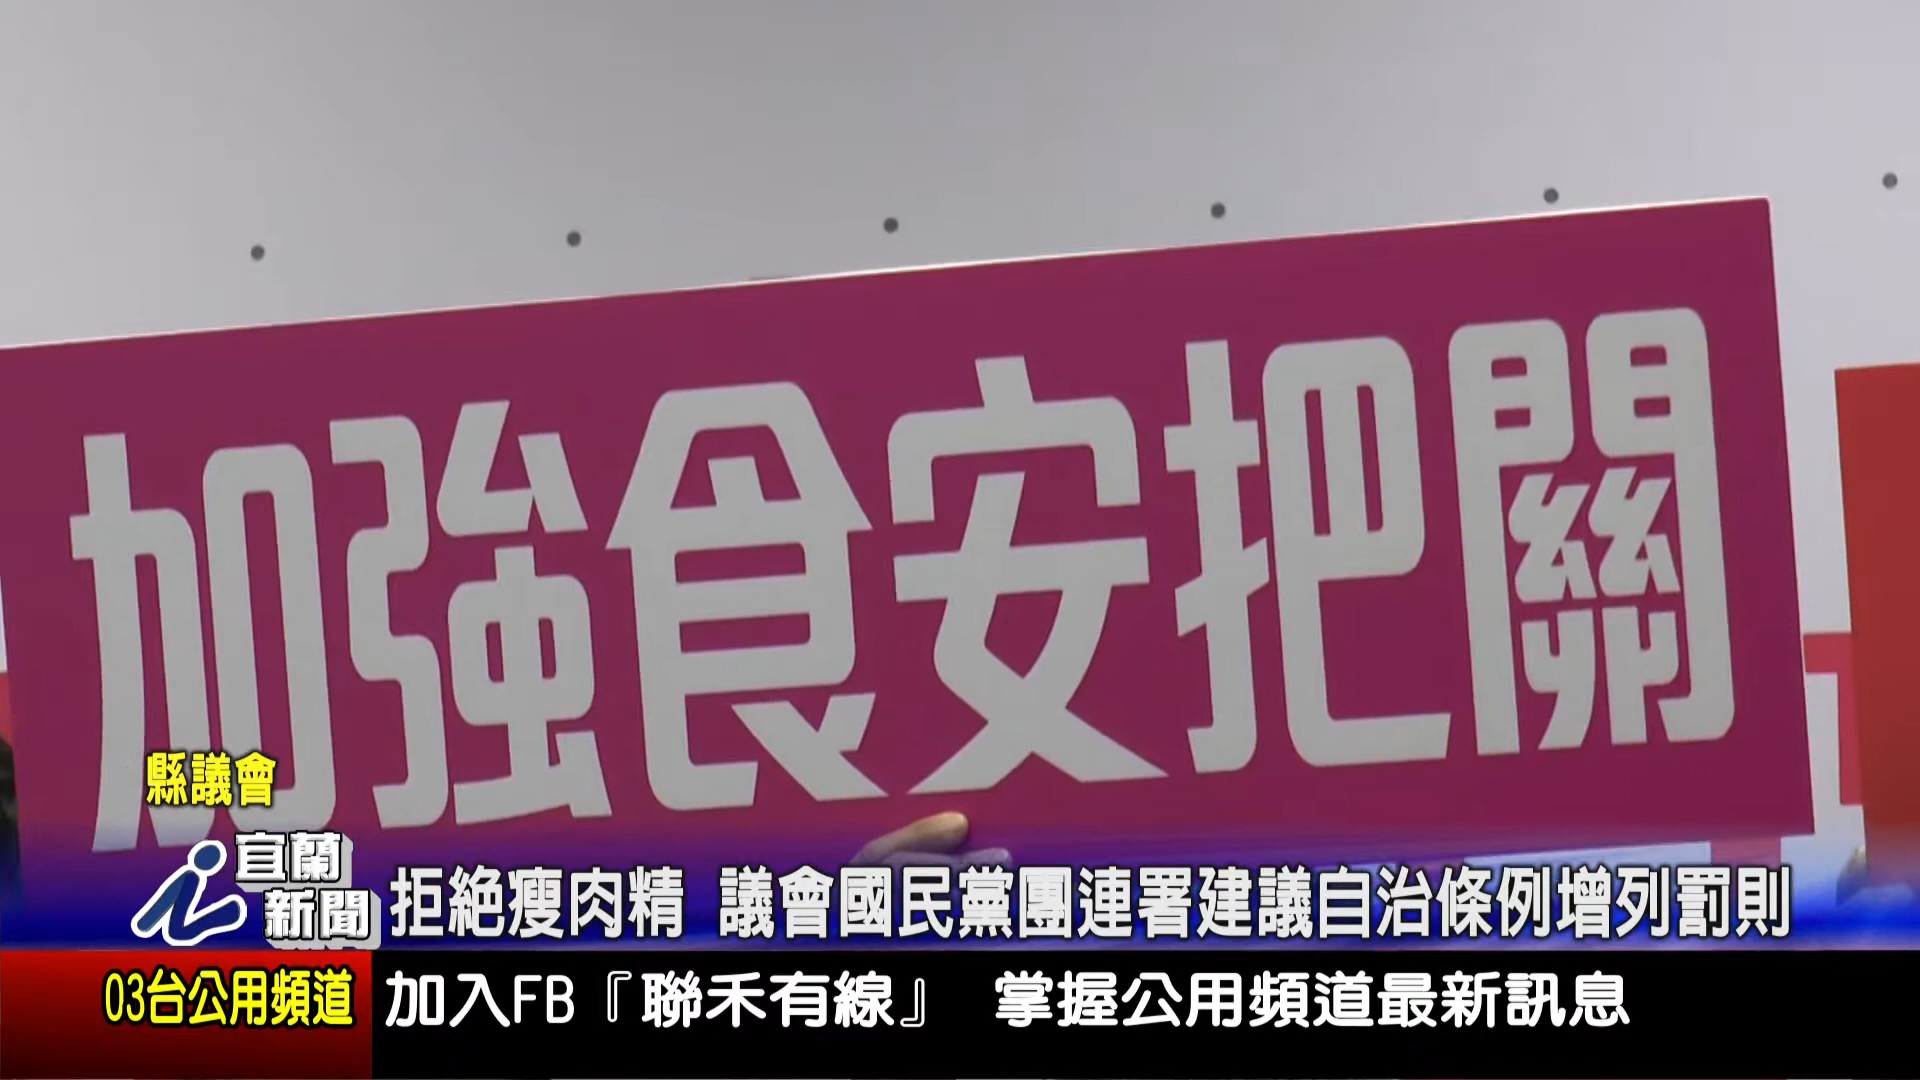 加強食安把關
縣議會
宜蘭
新聞
拒絶瘦肉精 議會國民黨團連署建議自治條例增列罰則
03台公用頻道
加入FB『聯禾有線』 掌握公用頻道最新訊息